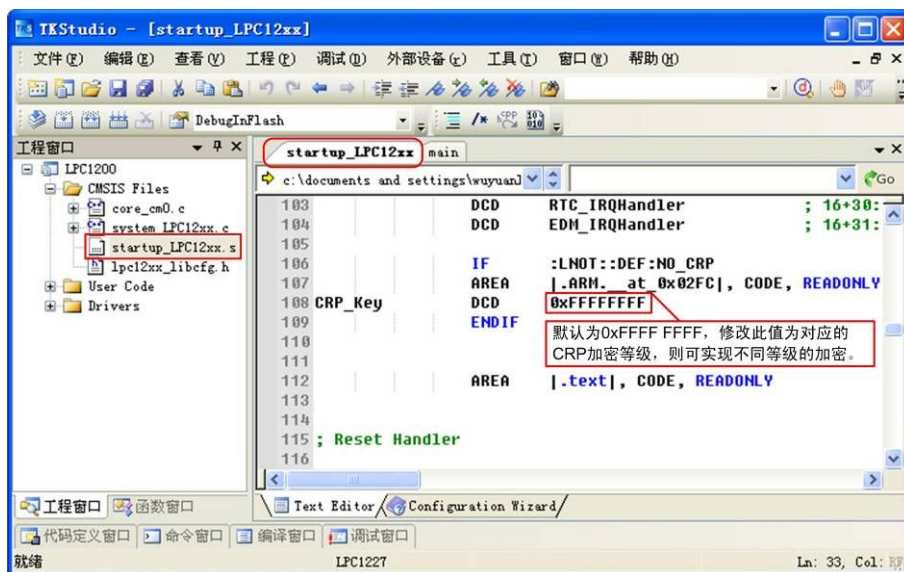 TKStudio - [startup_LPC12xx]
文件(F) 编辑(E) 查看(V) 工程(P) 调试(D) 外部设备(r) 工具(T) 窗口(W) 帮助(H)
DebugInFlash
工程窗口
LPC1200
CMSIS Files
core_cm0.c
system_LPC12xx.c
startup_LPC12xx.s
lpc12xx_libcfg.h
User Code
Drivers
工程窗口 函数窗口
startup_LPC12xx main
c:\documents and settings\wuyuanJ Go
103 DCD RTC_IRQHandler ; 16+30:
104 DCD EDM_IRQHandler ; 16+31:
105
106 IF :LNOT::DEF:NO_CRP
107 AREA |.ARM.__at_0x02FC|, CODE, READONLY
108 CRP_Key DCD 0xFFFFFFFF
109 ENDIF
110
111
112 AREA |.text|, CODE, READONLY
113
114
115 ; Reset Handler
116
默认为0xFFFF FFFF，修改此值为对应的
CRP加密等级，则可实现不同等级的加密。
Text Editor Configuration Wizard
代码定义窗口 命令窗口 编译窗口 调试窗口
就绪 LPC1227 Ln: 33, Col: